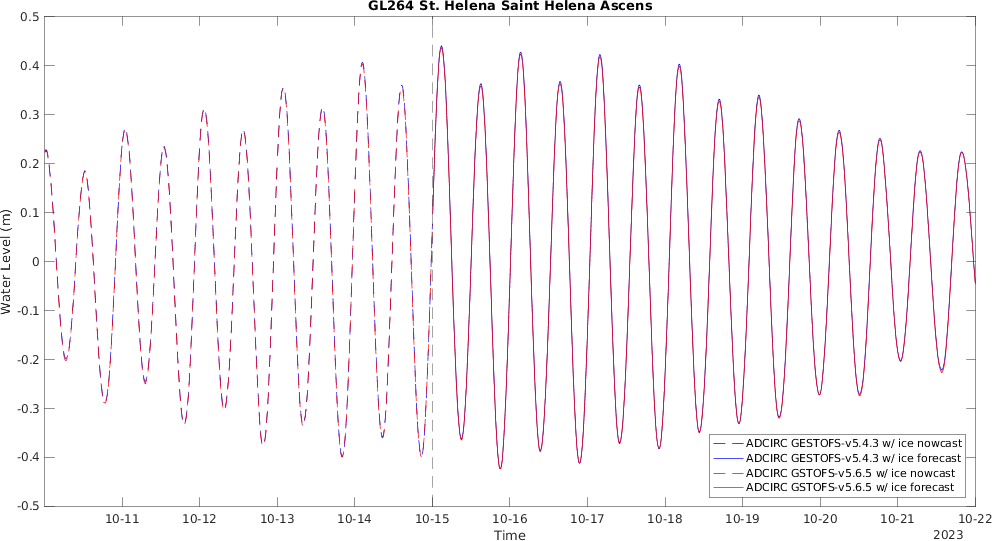 GL264 St. Helena Saint Helena Ascens
0.5
0.4
0.3
0.2
0.1
0
-0.1
-0.2
-0.3
-0.4
-0.5
Water Level (m)
ADCIRC GESTOFS-v5.4.3 w/ ice nowcast
ADCIRC GESTOFS-v5.4.3 w/ ice forecast
ADCIRC GSTOFS-v5.6.5 w/ ice nowcast
ADCIRC GSTOFS-v5.6.5 w/ ice forecast
10-11 10-12 10-13 10-14 10-15 10-16 10-17 10-18 10-19 10-20 10-21 10-22
Time
2023